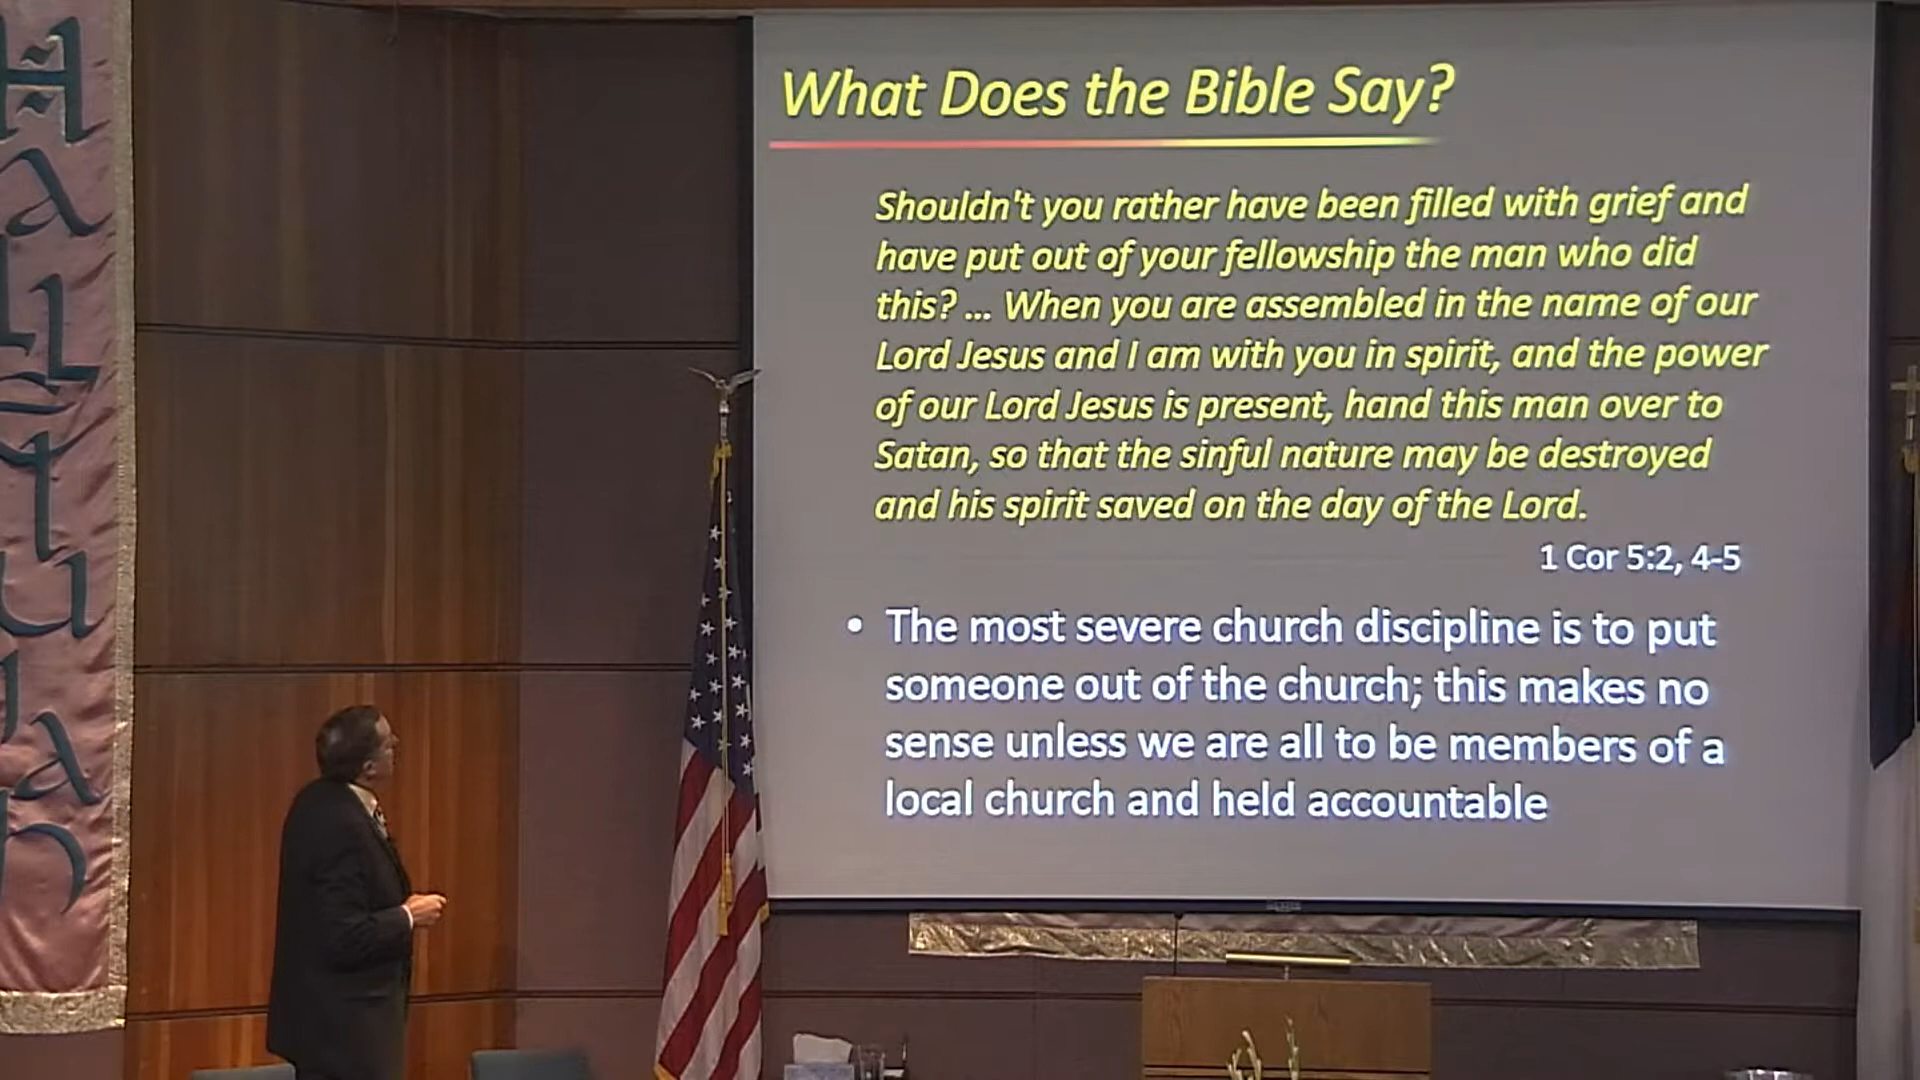 Hallelujah
What Does the Bible Say?
Shouldn't you rather have been filled with grief and
have put out of your fellowship the man who did
this? ... When you are assembled in the name of our
Lord Jesus and I am with you in spirit, and the power
of our Lord Jesus is present, hand this man over to
Satan, so that the sinful nature may be destroyed
and his spirit saved on the day of the Lord.
1 Cor 5:2, 4-5
• The most severe church discipline is to put
someone out of the church; this makes no
sense unless we are all to be members of a
local church and held accountable